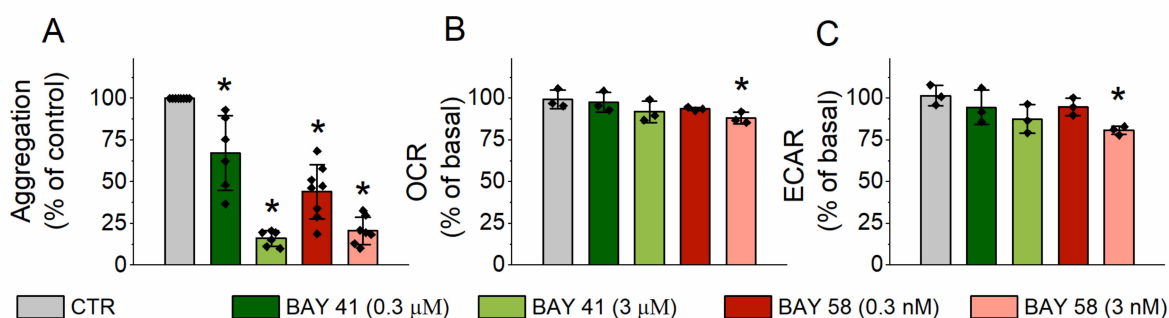 A
B
C
Aggregation
(% of control)
100
75
50
25
0
*
*
*
*
OCR
(% of basal)
100
75
50
25
0
*
ECAR
(% of basal)
100
75
50
25
0
*
CTR
BAY 41 (0.3 μM)
BAY 41 (3 μM)
BAY 58 (0.3 nM)
BAY 58 (3 nM)